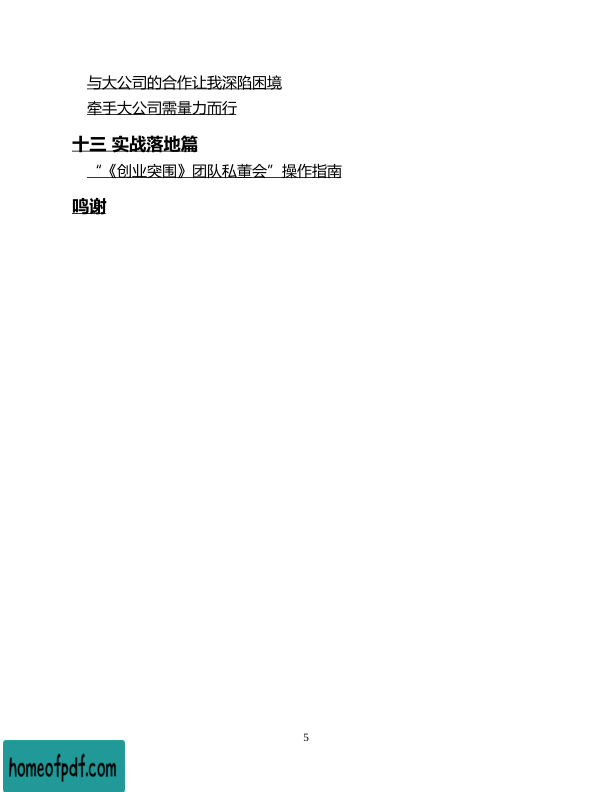 与大公司的合作让我深陷困境
牵手大公司需量力而行
十三 实战落地篇
“《创业突围》团队私董会”操作指南
鸣谢
5
homeofpdf.com